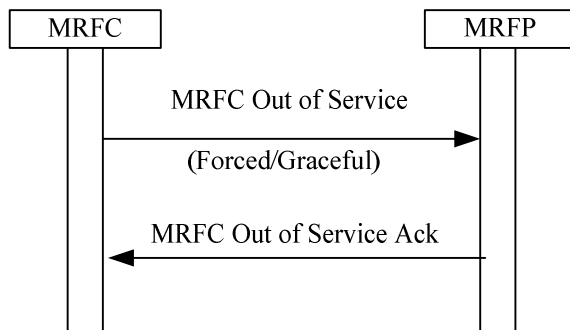 MRFC
MRFP
MRFC Out of Service
(Forced/Graceful)
MRFC Out of Service Ack